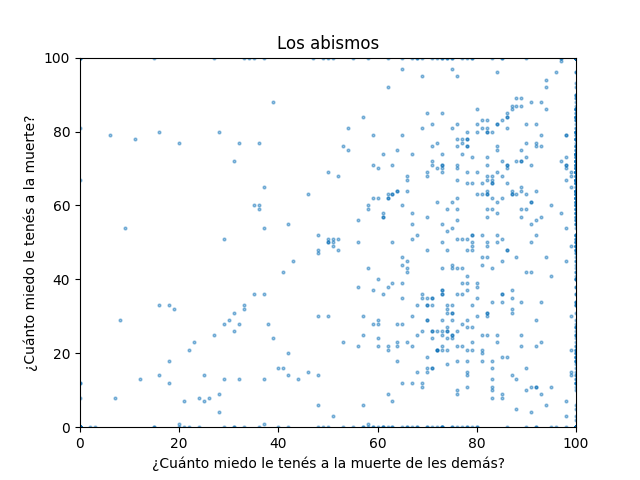 Los abismos
¿Cuánto miedo le tenés a la muerte?
100
80
60
40
20
0
0 20 40 60 80 100
¿Cuánto miedo le tenés a la muerte de les demás?